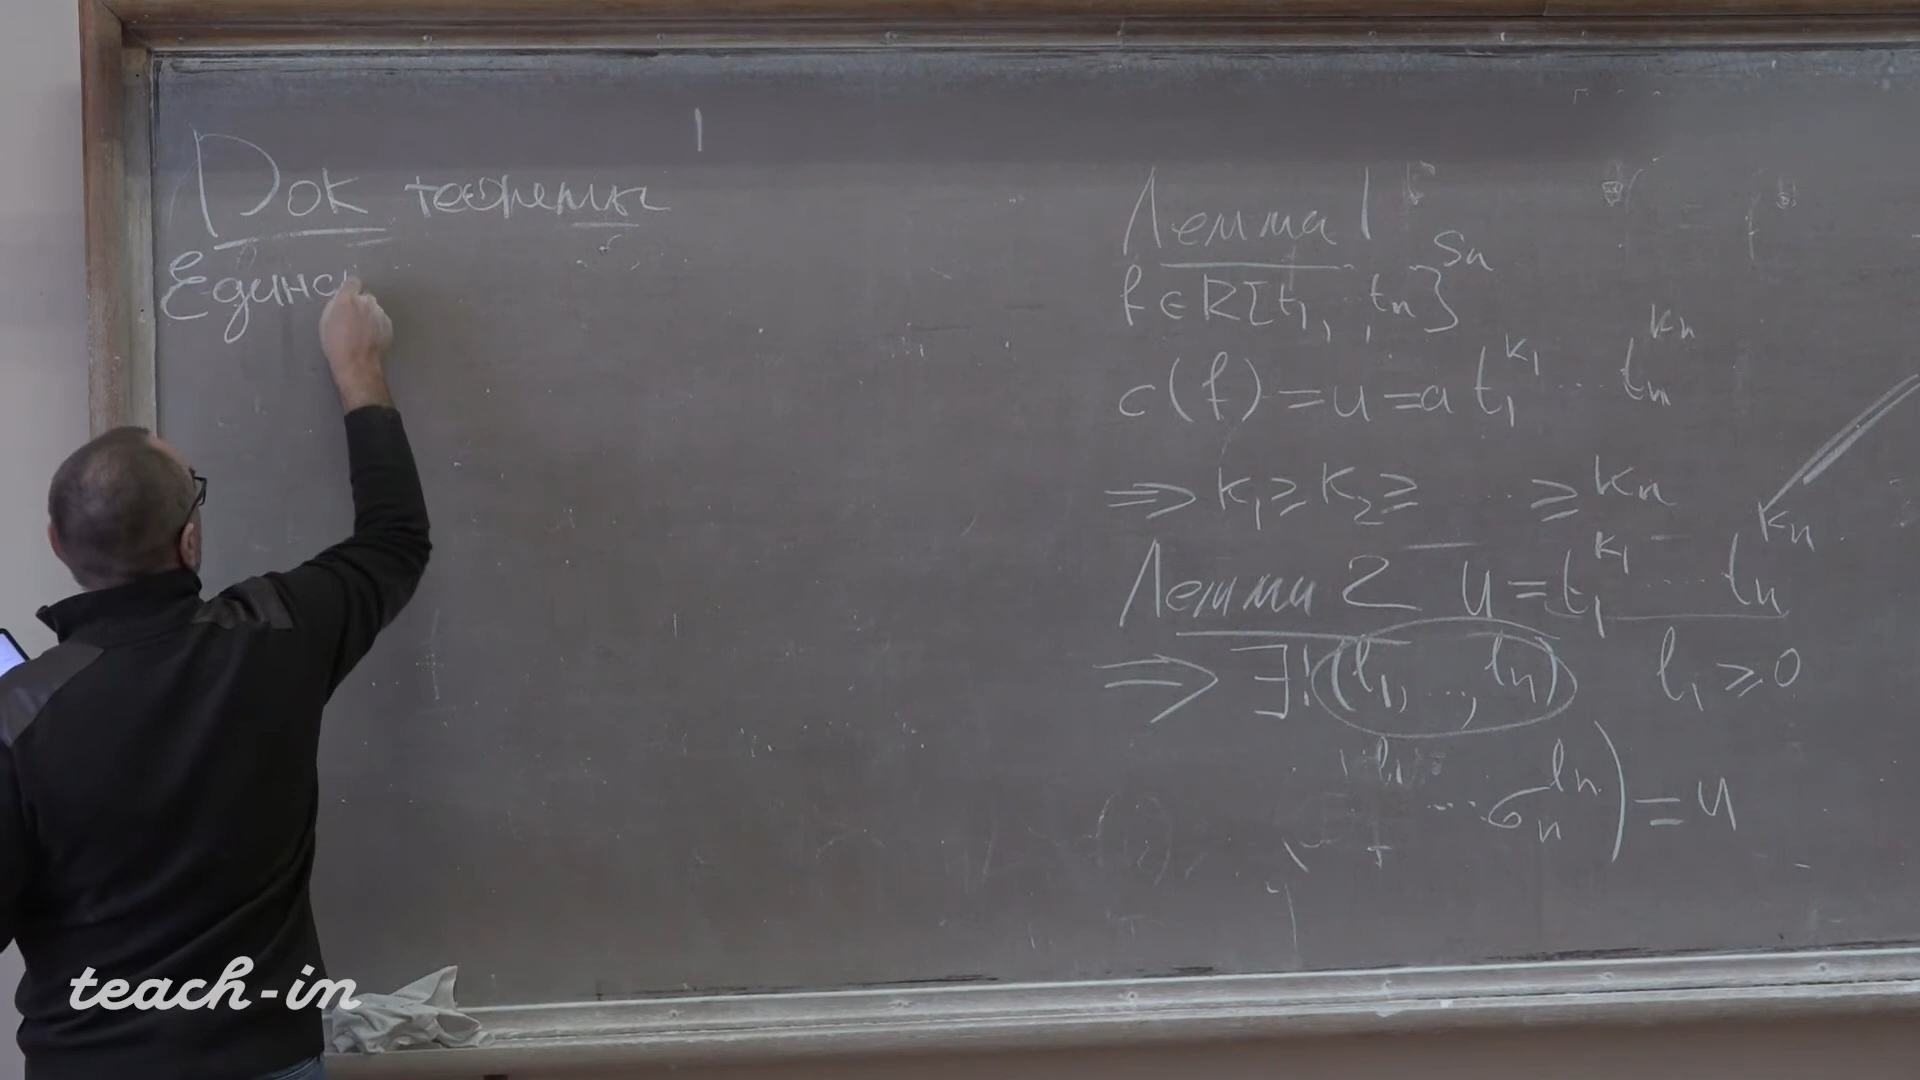 Док теоремы
Единс
Лемма 1
f ∈ R[t₁, , tₙ]^Sₙ
c(f) = u = a t₁^k₁ ... tₙ^kₙ
⇒ k₁ ≥ k₂ ≥ ... ≥ kₙ
Лемма 2 u = t₁^k₁ ... tₙ^kₙ
⇒ ∃!(l₁, .., lₙ) l₁ ≥ 0
l₁ ... σₙ^lₙ) = u
teach-in